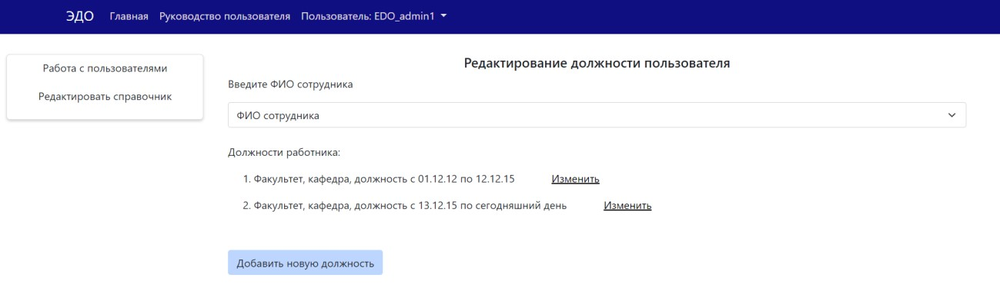 ЭДО Главная Руководство пользователя Пользователь: EDO_admin1
Работа с пользователями
Редактировать справочник
Редактирование должности пользователя
Введите ФИО сотрудника
ФИО сотрудника
Должности работника:
1. Факультет, кафедра, должность с 01.12.12 по 12.12.15 Изменить
2. Факультет, кафедра, должность с 13.12.15 по сегодняшний день Изменить
Добавить новую должность